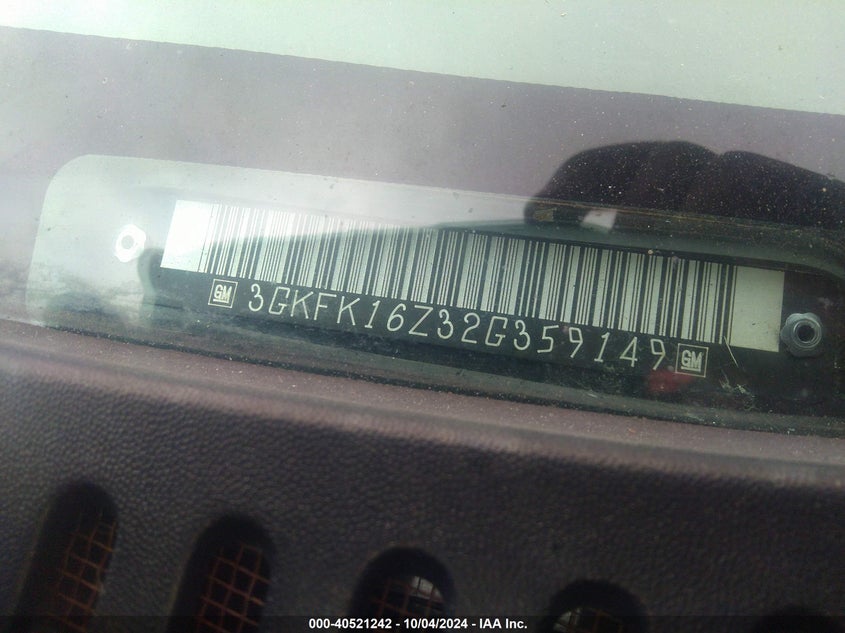 GM 3GKFK16Z32G359149 GM
000-40521242 - 10/04/2024 - IAA Inc.